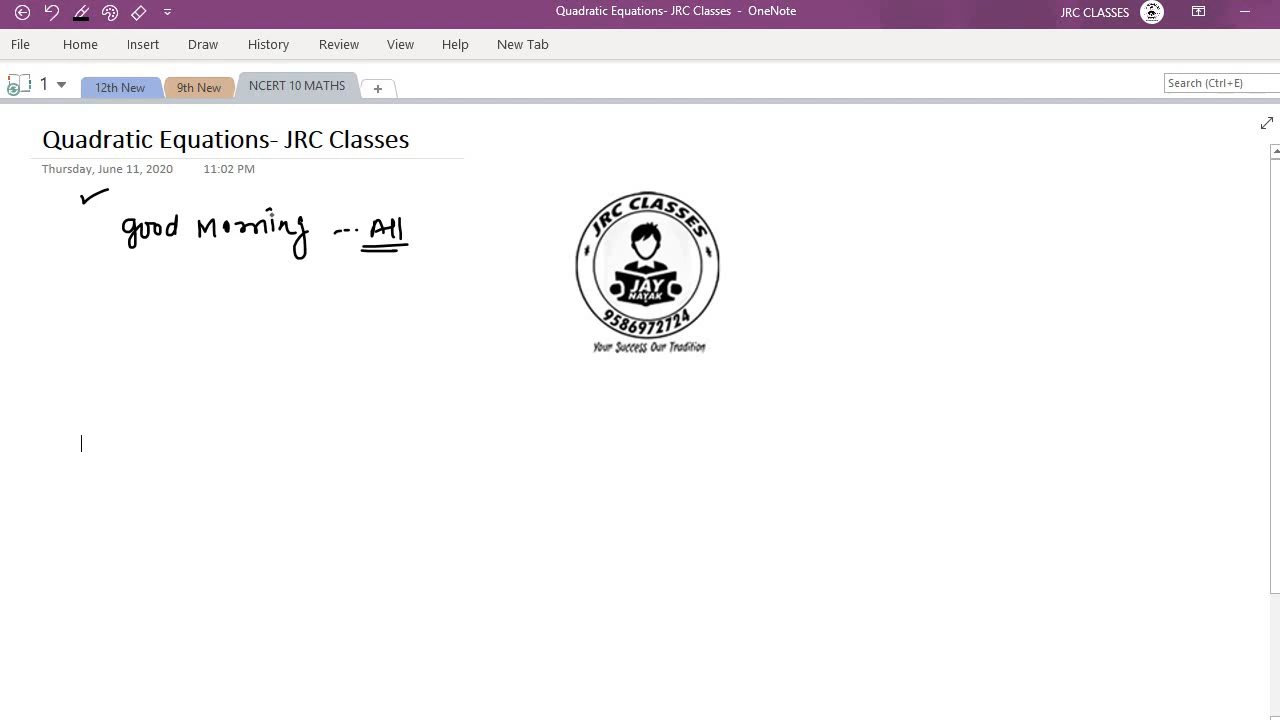 Quadratic Equations- JRC Classes - OneNote
JRC CLASSES
File Home Insert Draw History Review View Help New Tab
1 12th New 9th New NCERT 10 MATHS +
Search (Ctrl+E)
Quadratic Equations- JRC Classes
Thursday, June 11, 2020 11:02 PM
Good Morning ... All
JRC CLASSES
JAY
NAYAK
9586972724
Your Success Our Tradition